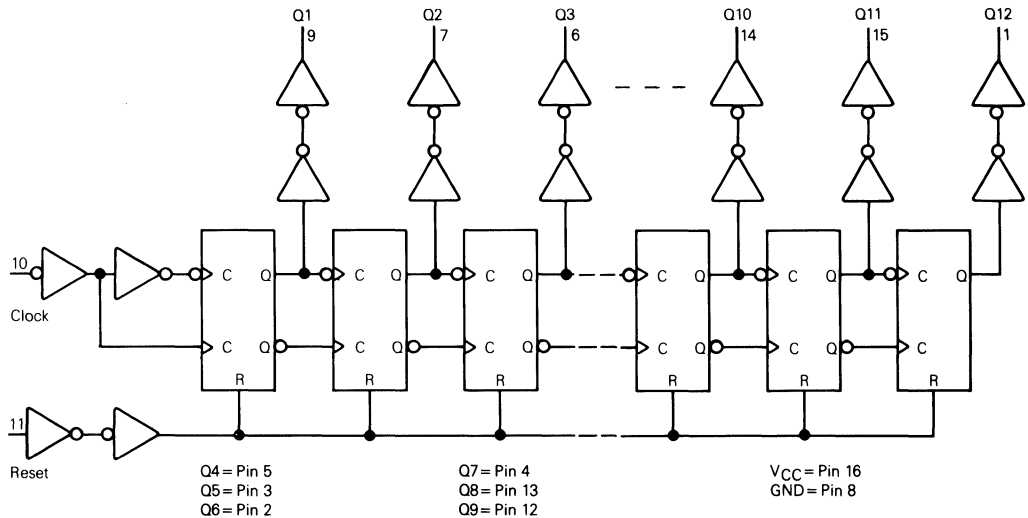 Q1 Q2 Q3 Q10 Q11 Q12
9 7 6 14 15 1
10 C Q C Q C Q C Q C Q C Q
Clock
C Q C Q C Q C Q C Q C
R R R R R R
11
Reset
Q4 = Pin 5 Q7 = Pin 4 VCC = Pin 16
Q5 = Pin 3 Q8 = Pin 13 GND = Pin 8
Q6 = Pin 2 Q9 = Pin 12